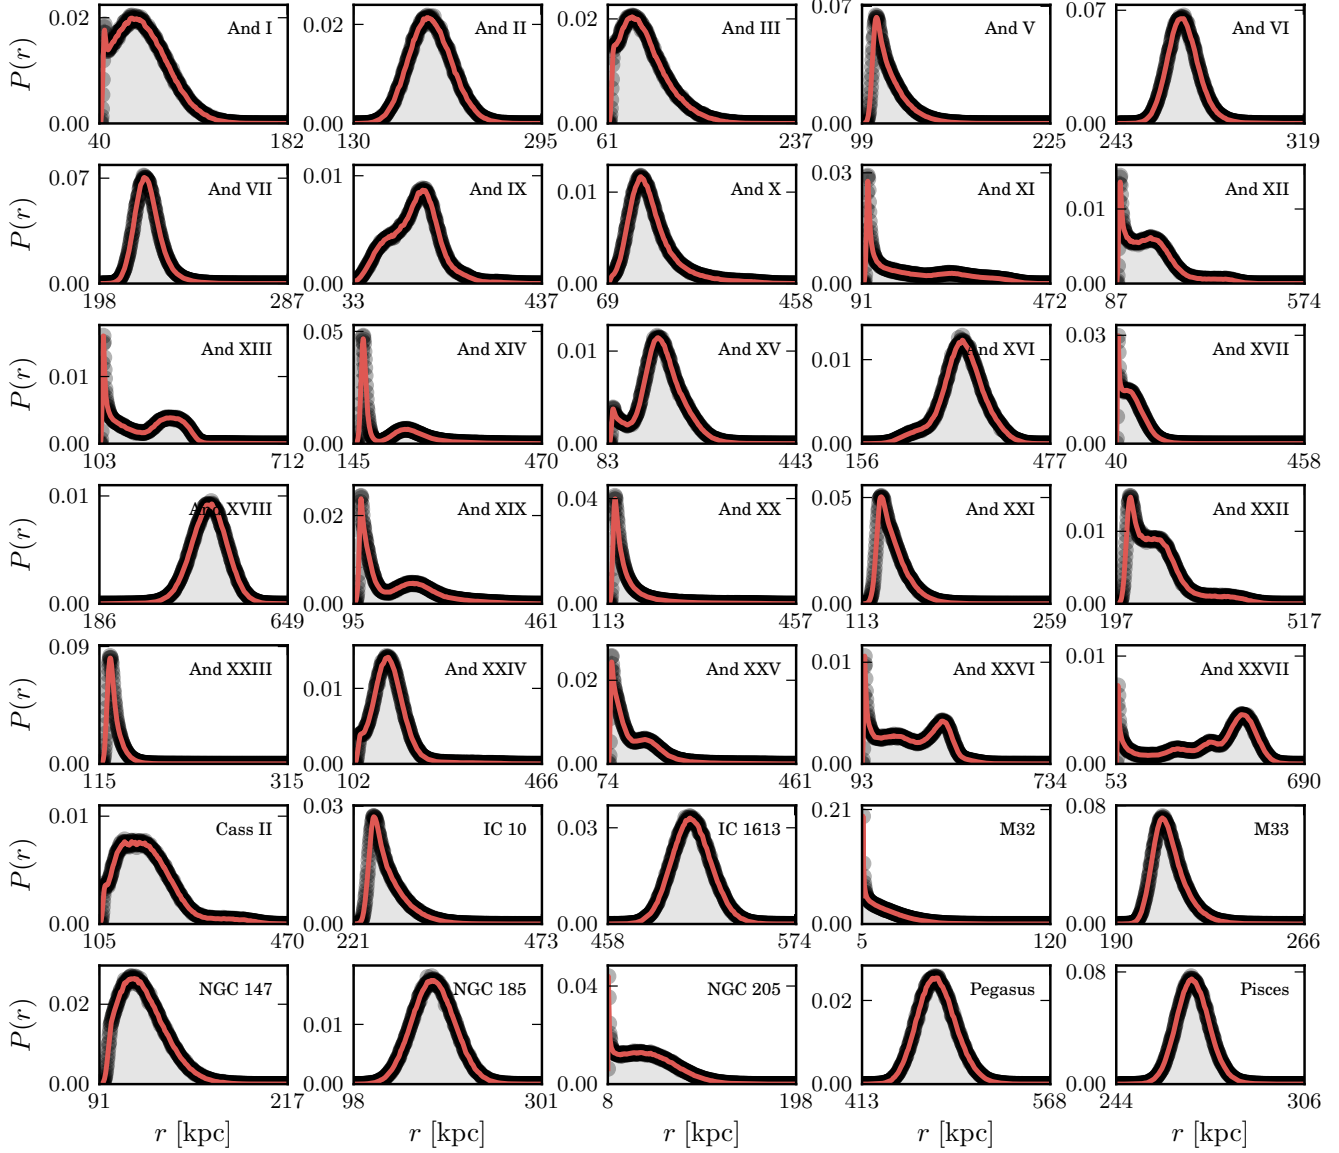 P(r) 0.02 0.00 And I 40 182
0.02 0.00 And II 130 295
0.02 0.00 And III 61 237
0.07 0.00 And V 99 225
0.07 0.00 And VI 243 319
P(r) 0.07 0.00 And VII 198 287
0.01 0.00 And IX 33 437
0.01 0.00 And X 69 458
0.03 0.00 And XI 91 472
0.01 0.00 And XII 87 574
P(r) 0.01 0.00 And XIII 103 712
0.05 0.00 And XIV 145 470
0.01 0.00 And XV 83 443
0.01 0.00 And XVI 156 477
0.03 0.00 And XVII 40 458
P(r) 0.01 0.00 And XVIII 186 649
0.02 0.00 And XIX 95 461
0.04 0.00 And XX 113 457
0.05 0.00 And XXI 113 259
0.01 0.00 And XXII 197 517
P(r) 0.09 0.00 And XXIII 115 315
0.01 0.00 And XXIV 102 466
0.02 0.00 And XXV 74 461
0.01 0.00 And XXVI 93 734
0.01 0.00 And XXVII 53 690
P(r) 0.01 0.00 Cass II 105 470
0.03 0.00 IC 10 221 473
0.03 0.00 IC 1613 458 574
0.21 0.00 M32 5 120
0.08 0.00 M33 190 266
P(r) 0.02 0.00 NGC 147 91 217
0.01 0.00 NGC 185 98 301
0.04 0.00 NGC 205 8 198
0.02 0.00 Pegasus 413 568
0.08 0.00 Pisces 244 306
r [kpc] r [kpc] r [kpc] r [kpc] r [kpc]